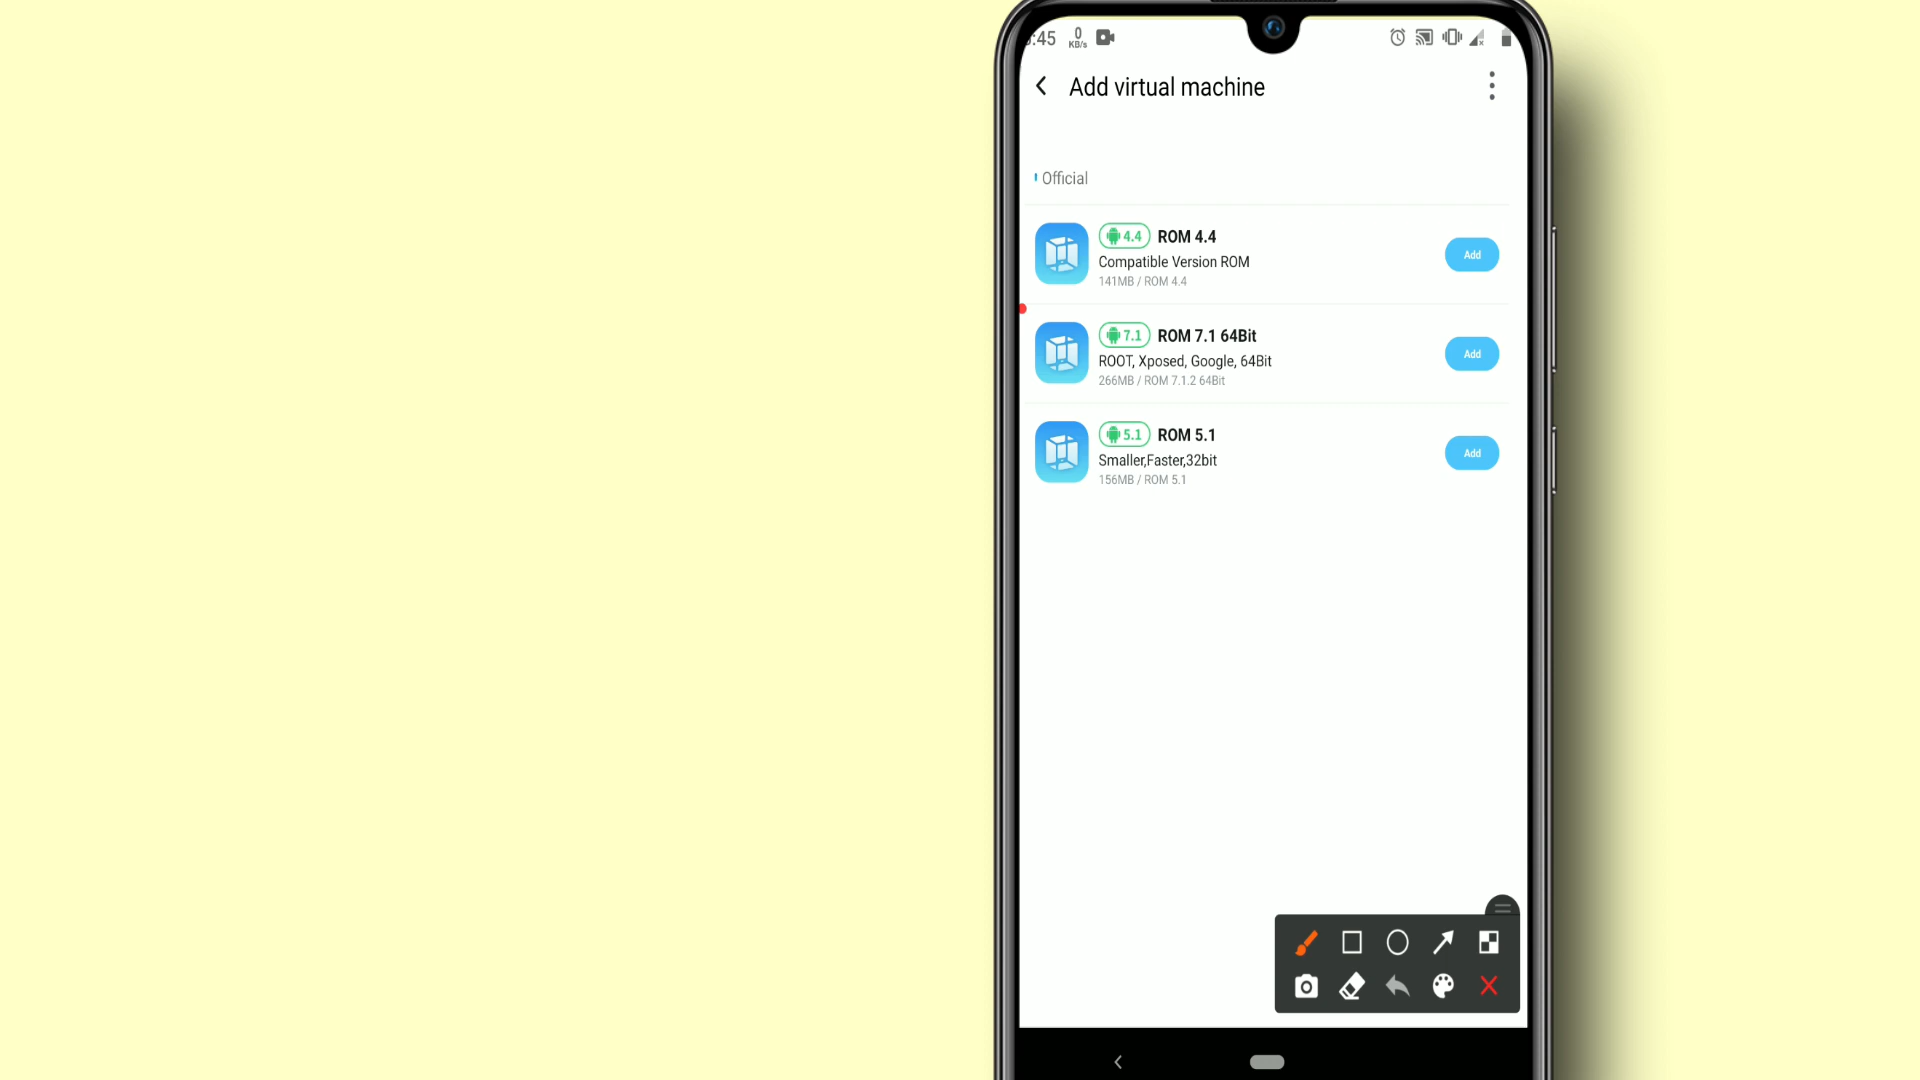 :45 0 KB/s
Add virtual machine
Official
4.4 ROM 4.4
Compatible Version ROM
141MB / ROM 4.4
Add
7.1 ROM 7.1 64Bit
ROOT, Xposed, Google, 64Bit
266MB / ROM 7.1.2 64Bit
Add
5.1 ROM 5.1
Smaller,Faster,32bit
156MB / ROM 5.1
Add